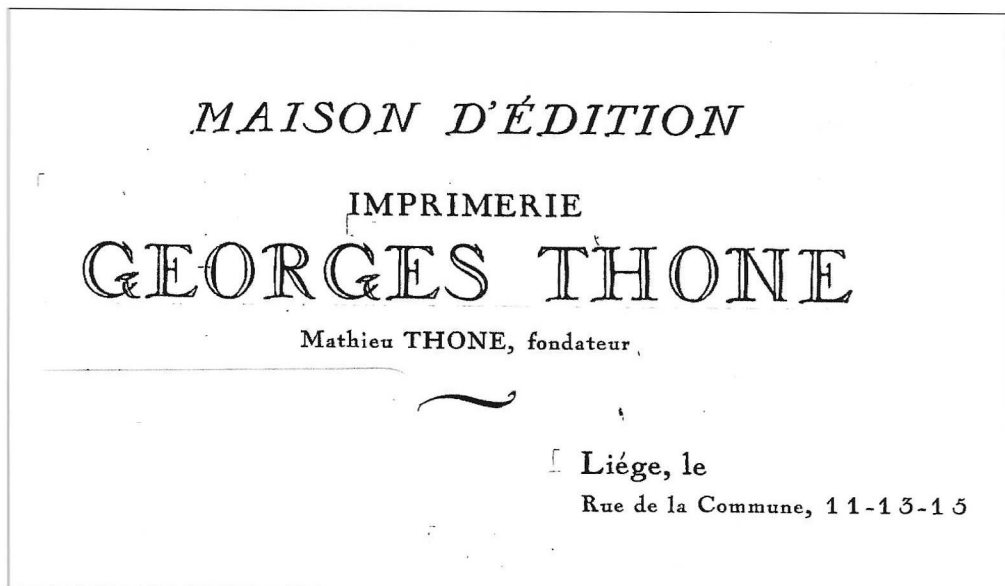 MAISON D'ÉDITION
IMPRIMERIE
GEORGES THONE
Mathieu THONE, fondateur
Liége, le
Rue de la Commune, 11-13-15